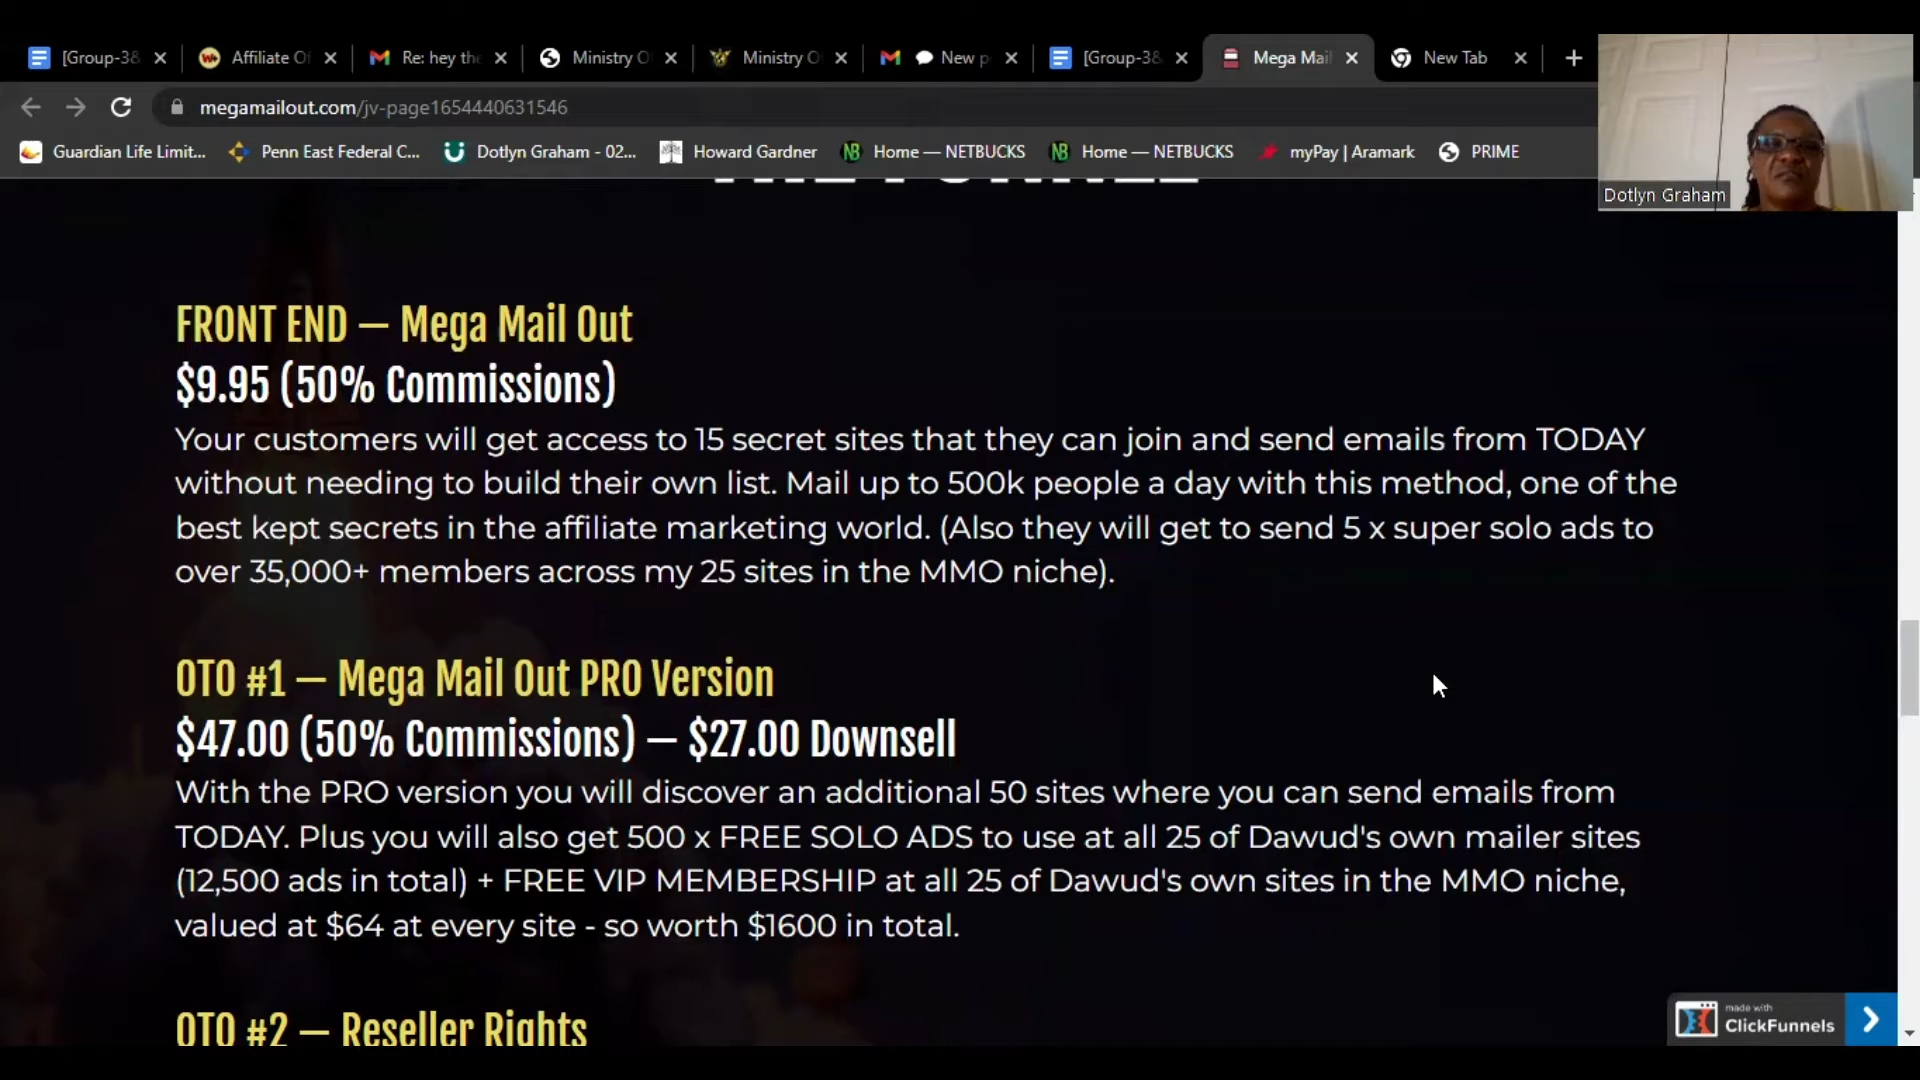 [Group-38
Affiliate Of
Re: hey the
Ministry O
Ministry O
New p
[Group-38
Mega Mail
New Tab
megamailout.com/jv-page1654440631546
Guardian Life Limit...
Penn East Federal C...
Dotlyn Graham - 02...
Howard Gardner
NB Home — NETBUCKS
NB Home — NETBUCKS
myPay | Aramark
PRIME
Dotlyn Graham
FRONT END — Mega Mail Out
$9.95 (50% Commissions)
Your customers will get access to 15 secret sites that they can join and send emails from TODAY
without needing to build their own list. Mail up to 500k people a day with this method, one of the
best kept secrets in the affiliate marketing world. (Also they will get to send 5 x super solo ads to
over 35,000+ members across my 25 sites in the MMO niche).
OTO #1 — Mega Mail Out PRO Version
$47.00 (50% Commissions) — $27.00 Downsell
With the PRO version you will discover an additional 50 sites where you can send emails from
TODAY. Plus you will also get 500 x FREE SOLO ADS to use at all 25 of Dawud's own mailer sites
(12,500 ads in total) + FREE VIP MEMBERSHIP at all 25 of Dawud's own sites in the MMO niche,
valued at $64 at every site - so worth $1600 in total.
OTO #2 — Reseller Rights
made with
ClickFunnels